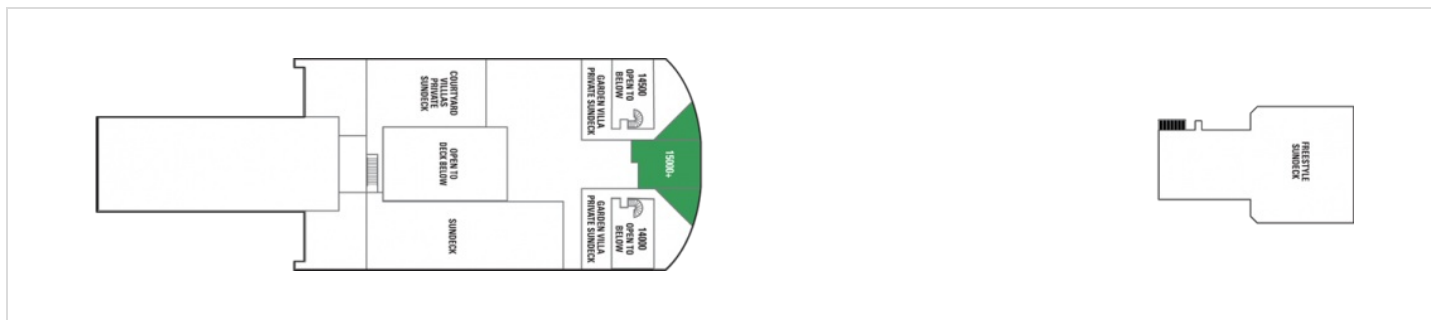 COURTYARD
VILLLAS
PRIVATE
SUNDECK
GARDEN VILLA
PRIVATE SUNDECK
14500
OPEN TO
BELOW
OPEN TO
DECK BELOW
15000+
SUNDECK
GARDEN VILLA
PRIVATE SUNDECK
14000
OPEN TO
BELOW
FREESTYLE
SUNDECK